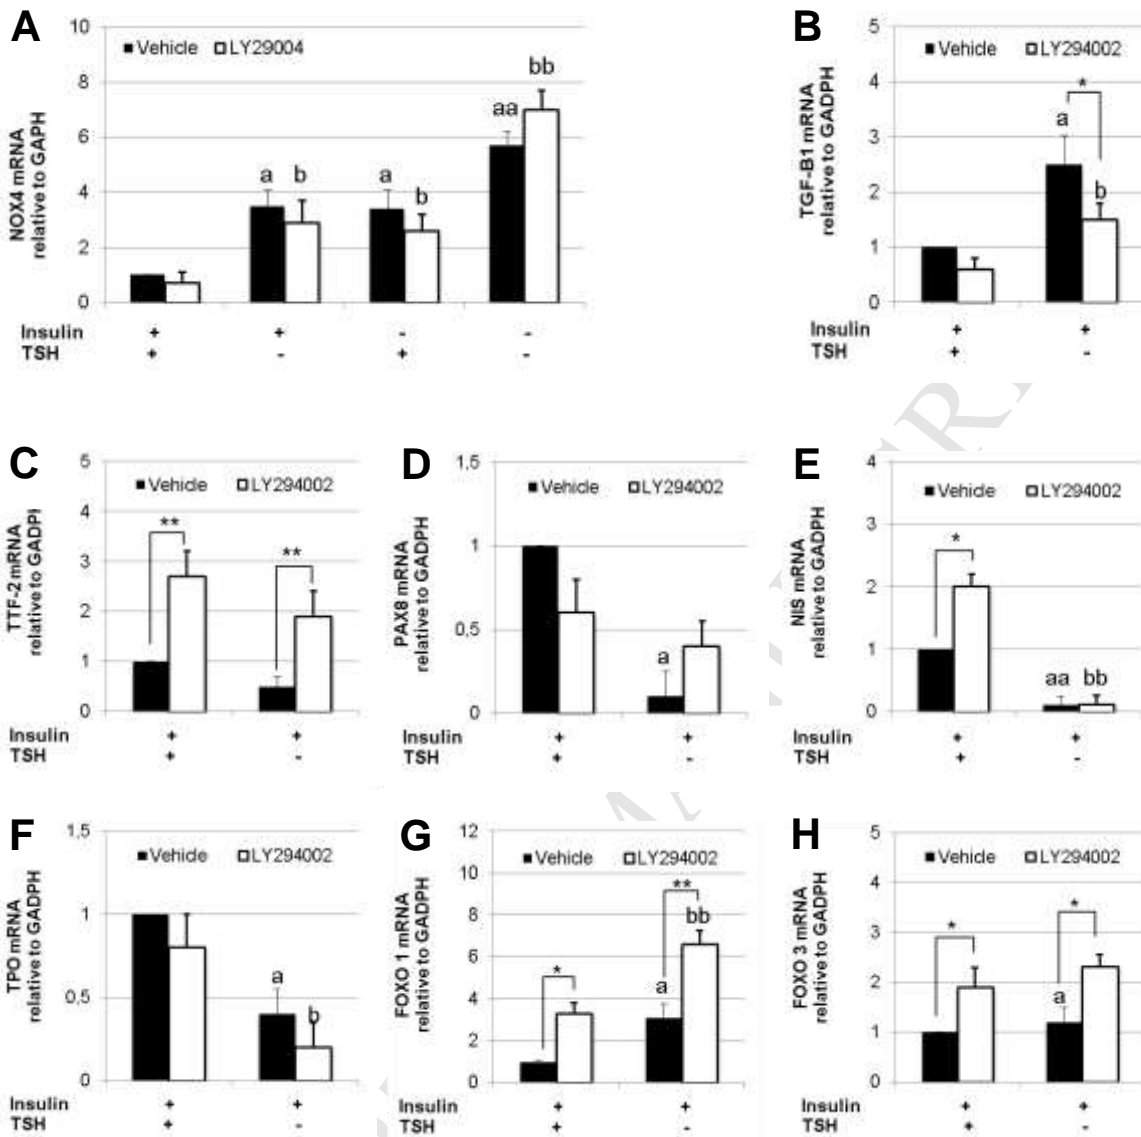 A
10
8
6
4
2
0
NOX4 mRNA
relative to GAPH
■Vehicle □LY29004
a b a b aa bb
Insulin + + - -
TSH + - + -
B
5
4
3
2
1
0
TGF-B1 mRNA
relative to GADPH
■Vehicle □LY294002
*
a b
Insulin + +
TSH + -
C
5
4
3
2
1
0
TTF-2 mRNA
relative to GADPI
■Vehicle □LY294002
** **
Insulin + +
TSH + -
D
1.5
1
0,5
0
PAX8 mRNA
relative to GADPH
■Vehicle □LY294002
a
Insulin + +
TSH + -
E
4
3
2
1
0
NIS mRNA
relative to GADPH
■Vehicle □LY294002
*
aa bb
Insulin + +
TSH + -
F
1.5
1
0.5
0
TPO mRNA
relative to GADPH
■Vehicle □LY294002
a b
Insulin + +
TSH + -
G
12
10
8
6
4
2
0
FOXO 1 mRNA
relative to GADPH
■Vehicle □LY294002
* **
a bb
Insulin + +
TSH + -
H
5
4
3
2
1
0
FOXO 3 mRNA
relative to GADPH
■Vehicle □LY294002
* *
a
Insulin + +
TSH + -